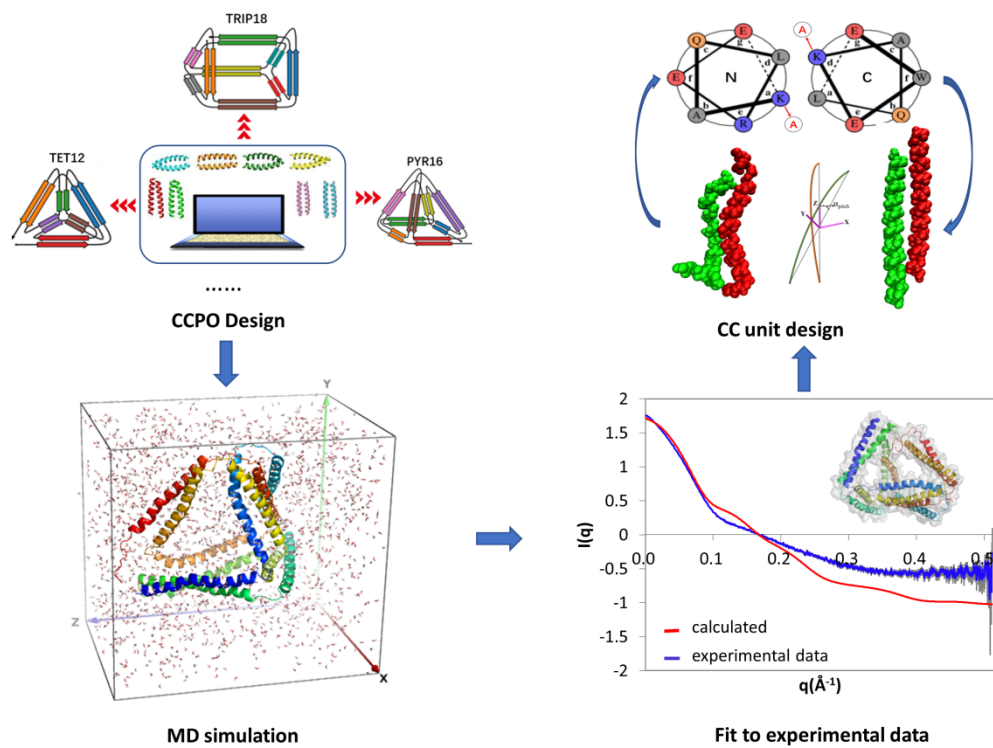 TRIP18
TET12
PYR16
......
CCPO Design
A
Q
c
E
g
L
d
E
f
N
a
K
A
b
e
R
A
E
g
A
c
K
d
C
f
W
L
a
e
E
b
Q
Z
α pitch
Y
X
CC unit design
Y
Z
X
MD simulation
2
1.5
1
0.5
0
-0.5
-1
-1.5
-2
0.0
0.1
0.2
0.3
0.4
0.5
I(q)
calculated
experimental data
q(Å⁻¹)
Fit to experimental data